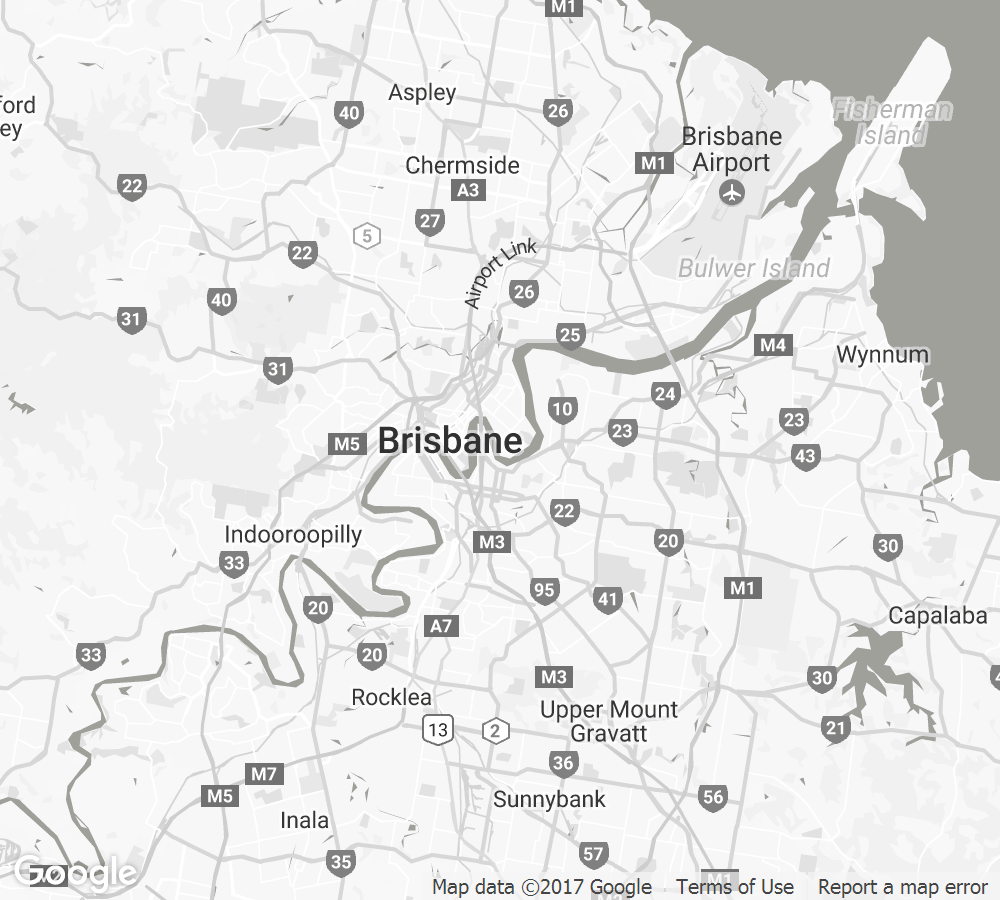 M1
Aspley
ford
ey
40
26
Fisherman
Island
Brisbane
Airport
Chermside
M1
22
A3
27
5
22
Airport Link
Bulwer Island
26
40
31
25
M4
Wynnum
31
24
10
23
23
M5
Brisbane
43
22
Indooroopilly
M3
20
30
33
95
41
M1
20
Capalaba
A7
33
20
M3
30
4
Rocklea
Upper Mount
Gravatt
13
2
21
36
M7
M5
56
Sunnybank
Inala
57
35
Google
M1
Map data ©2017 Google
Terms of Use
Report a map error